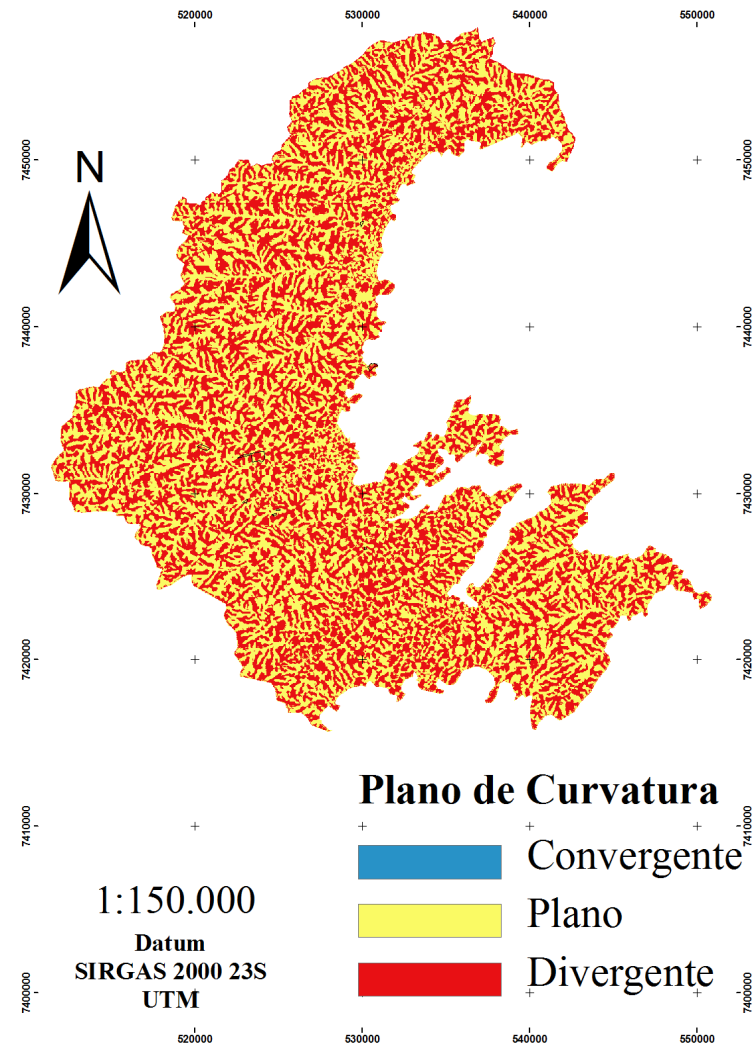 520000 530000 540000 550000
N
7450000 7450000
7440000 7440000
7430000 7430000
7420000 7420000
Plano de Curvatura
7410000 7410000
Convergente
1:150.000
Plano
Datum
SIRGAS 2000 23S
UTM
Divergente
7400000 7400000
520000 530000 540000 550000